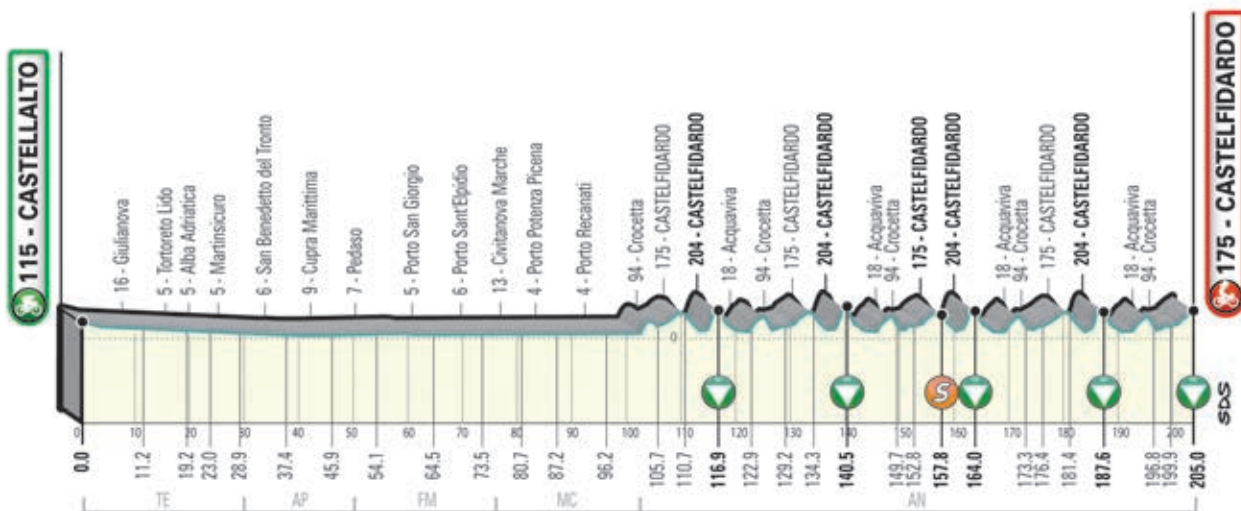 115 - CASTELLALTO
16 - Giulianova
5 - Tortoreto Lido
5 - Alba Adriatica
5 - Martinsicuro
6 - San Benedetto del Tronto
9 - Cupra Marittima
7 - Pedaso
5 - Porto San Giorgio
6 - Porto Sant'Elpidio
13 - Civitanova Marche
4 - Porto Potenza Picena
4 - Porto Recanati
94 - Crocetta
175 - CASTELFIDARDO
204 - CASTELFIDARDO
18 - Acquaviva
94 - Crocetta
175 - CASTELFIDARDO
204 - CASTELFIDARDO
18 - Acquaviva
94 - Crocetta
175 - CASTELFIDARDO
204 - CASTELFIDARDO
18 - Acquaviva
94 - Crocetta
175 - CASTELFIDARDO
204 - CASTELFIDARDO
18 - Acquaviva
94 - Crocetta
175 - CASTELFIDARDO
0
S
SDS
0 10 20 30 40 50 60 70 80 90 100 110 120 130 140 50 160 170 180 190 200
0.0 11.2 19.2 23.0 28.9 37.4 45.9 54.1 64.5 73.5 80.7 87.2 96.2 105.7 110.7 116.9 122.9 129.2 134.3 140.5 149.7 152.8 157.8 164.0 173.3 176.4 181.4 187.6 196.8 199.9 205.0
TE AP FM MC AN